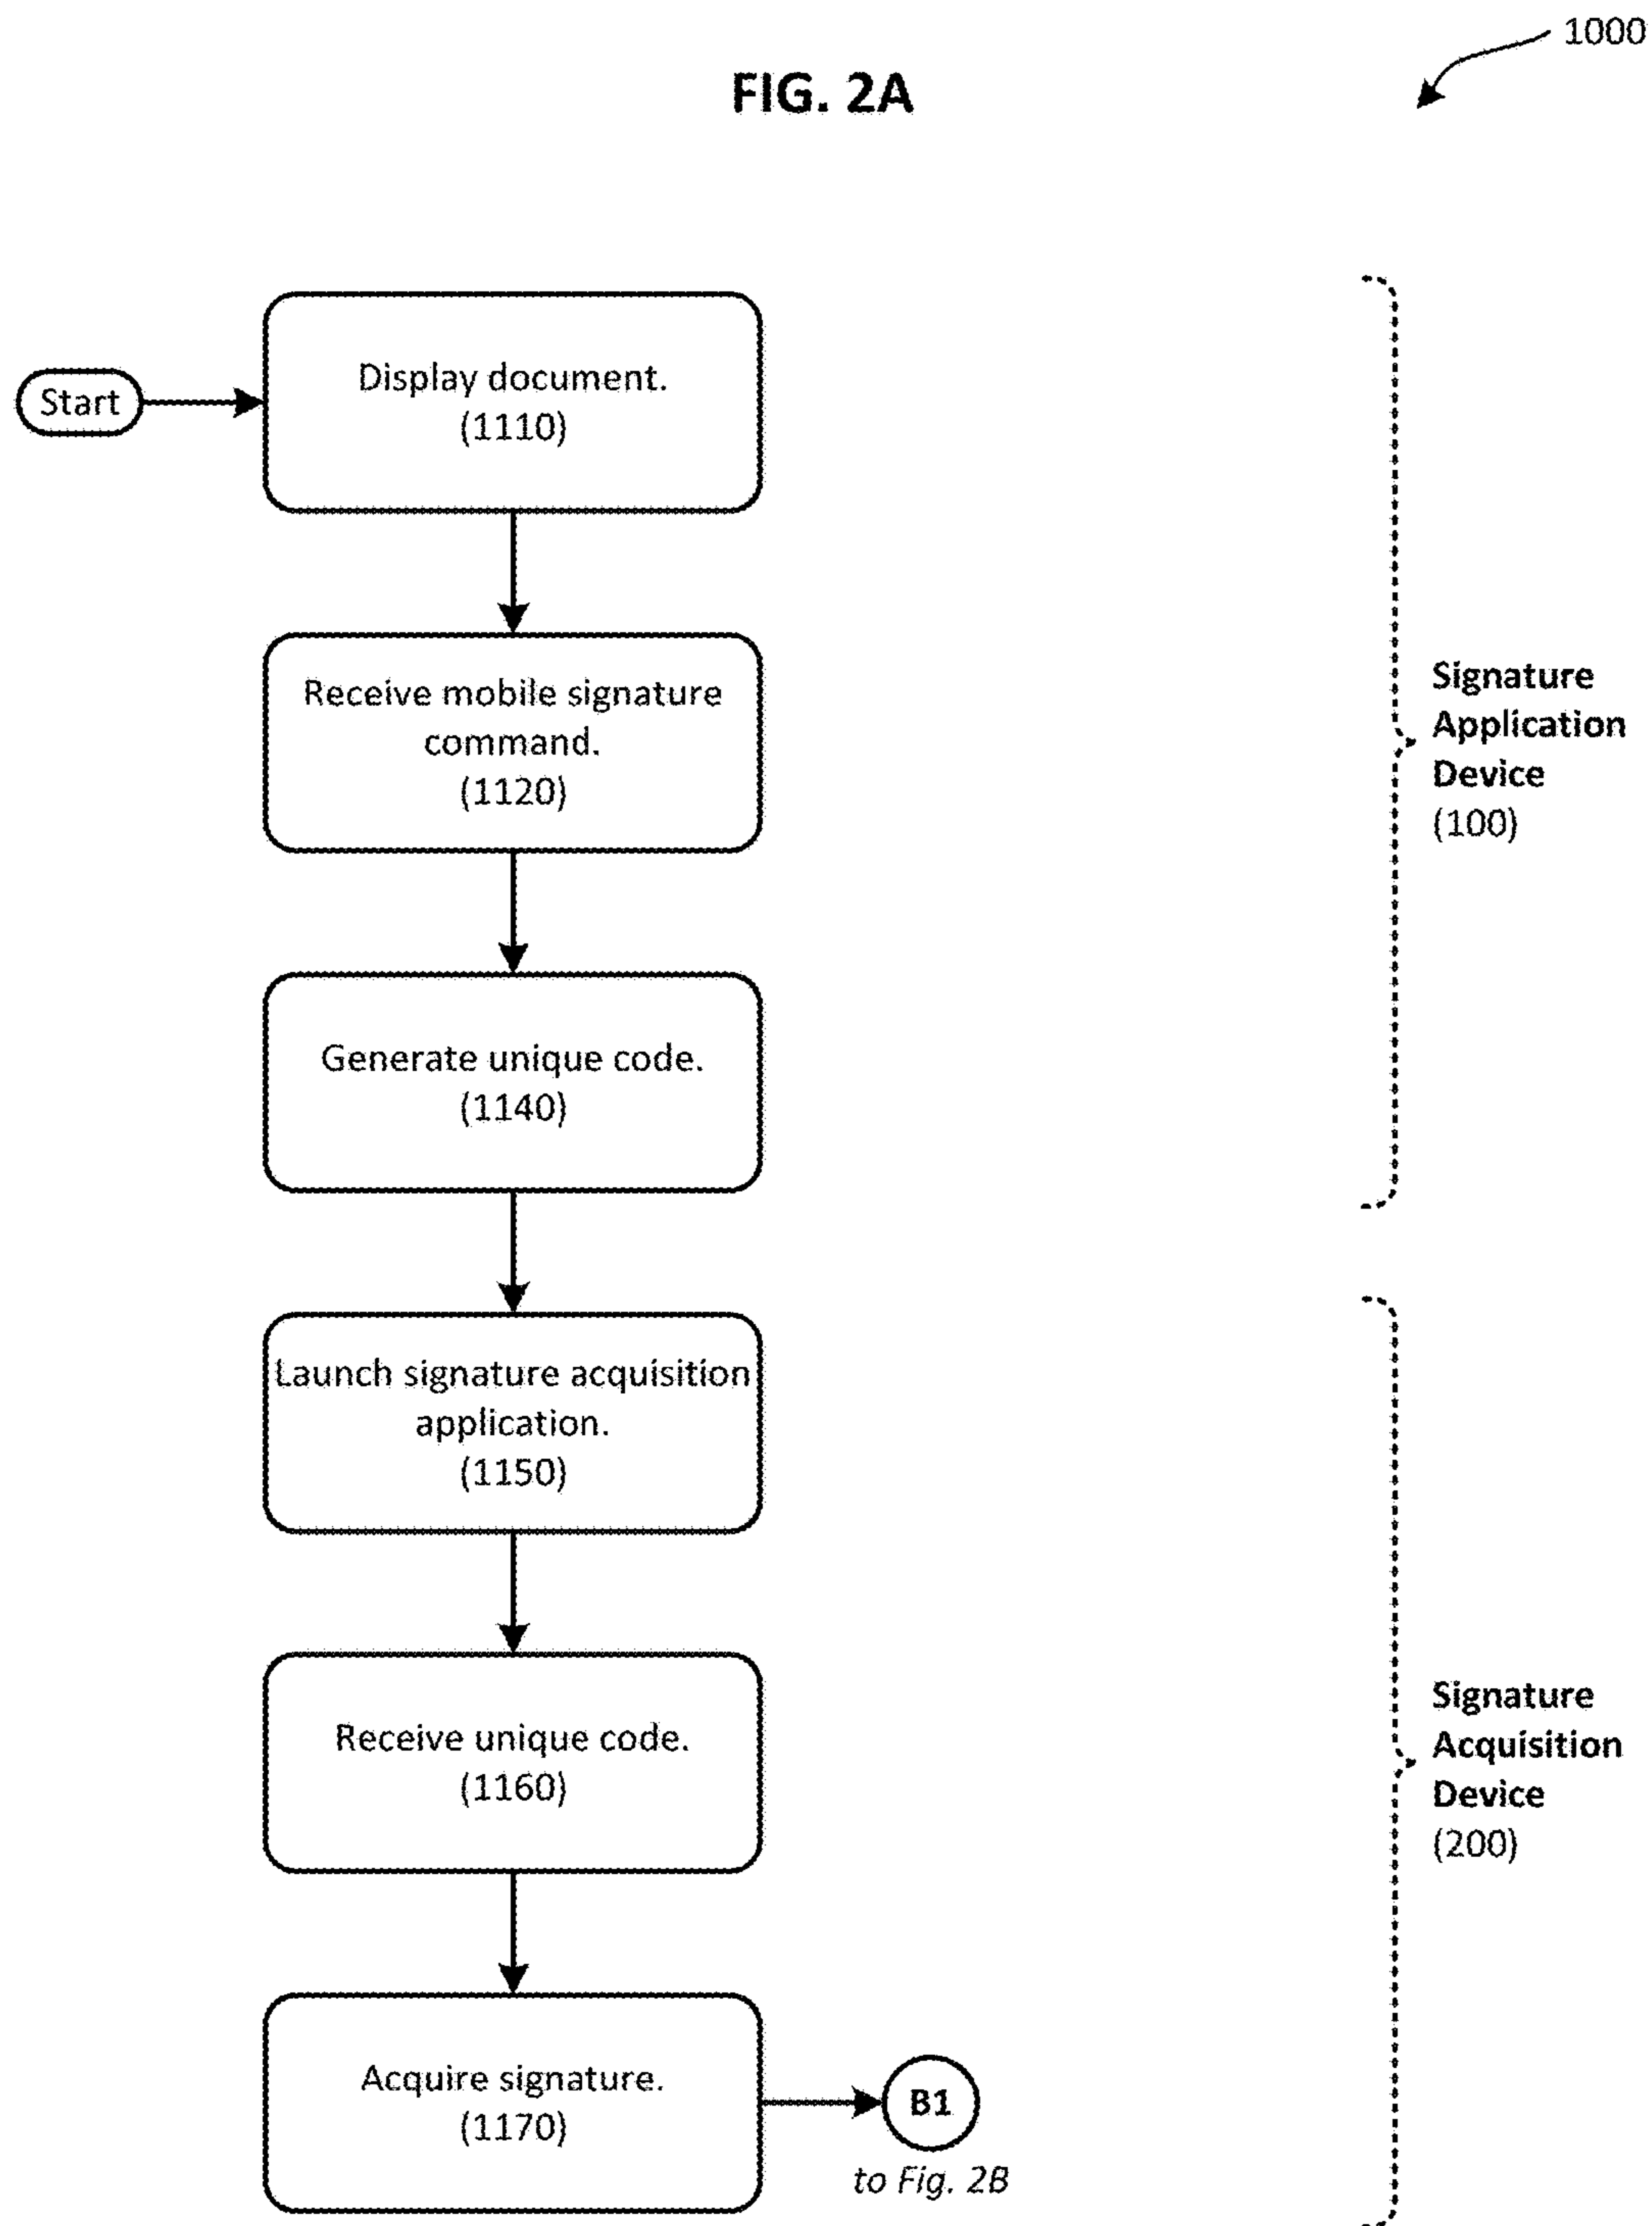 1000
FIG. 2A
Start
Display document.
(1110)
Receive mobile signature
command.
(1120)
Generate unique code.
(1140)
Signature
Application
Device
(100)
Launch signature acquisition
application.
(1150)
Receive unique code.
(1160)
Acquire signature.
(1170)
B1
to Fig. 2B
Signature
Acquisition
Device
(200)